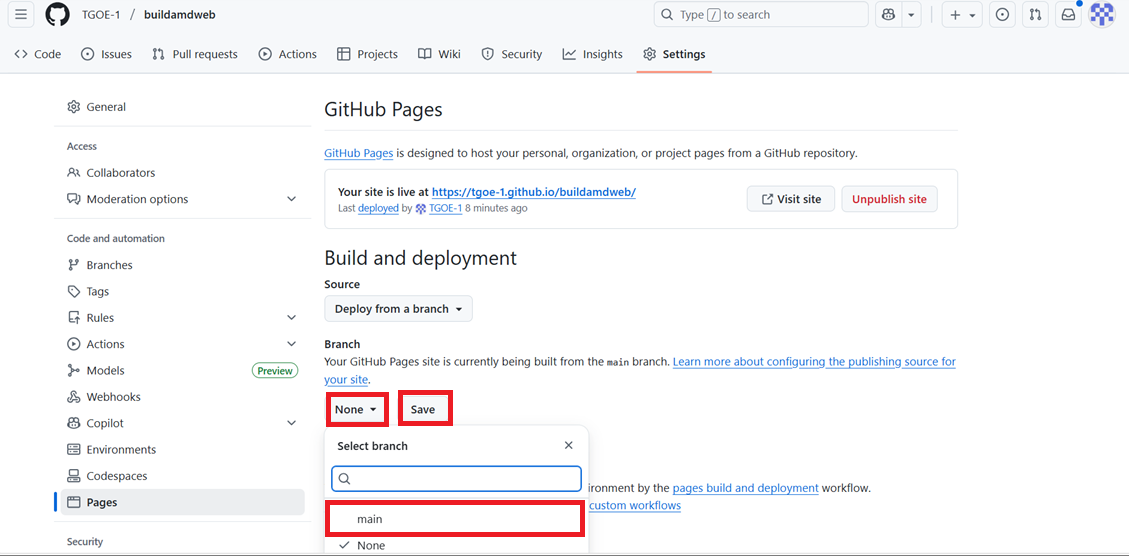 TGOE-1 / buildamdweb
Type / to search
Code Issues Pull requests Actions Projects Wiki Security Insights Settings
General
Access
Collaborators
Moderation options
Code and automation
Branches
Tags
Rules
Actions
Models Preview
Webhooks
Copilot
Environments
Codespaces
Pages
Security
GitHub Pages
GitHub Pages is designed to host your personal, organization, or project pages from a GitHub repository.
Your site is live at https://tgoe-1.github.io/buildamdweb/
Last deployed by TGOE-1 8 minutes ago
Visit site Unpublish site
Build and deployment
Source
Deploy from a branch
Branch
Your GitHub Pages site is currently being built from the main branch. Learn more about configuring the publishing source for
your site.
None Save
Select branch
main
None
by the pages build and deployment workflow.
custom workflows